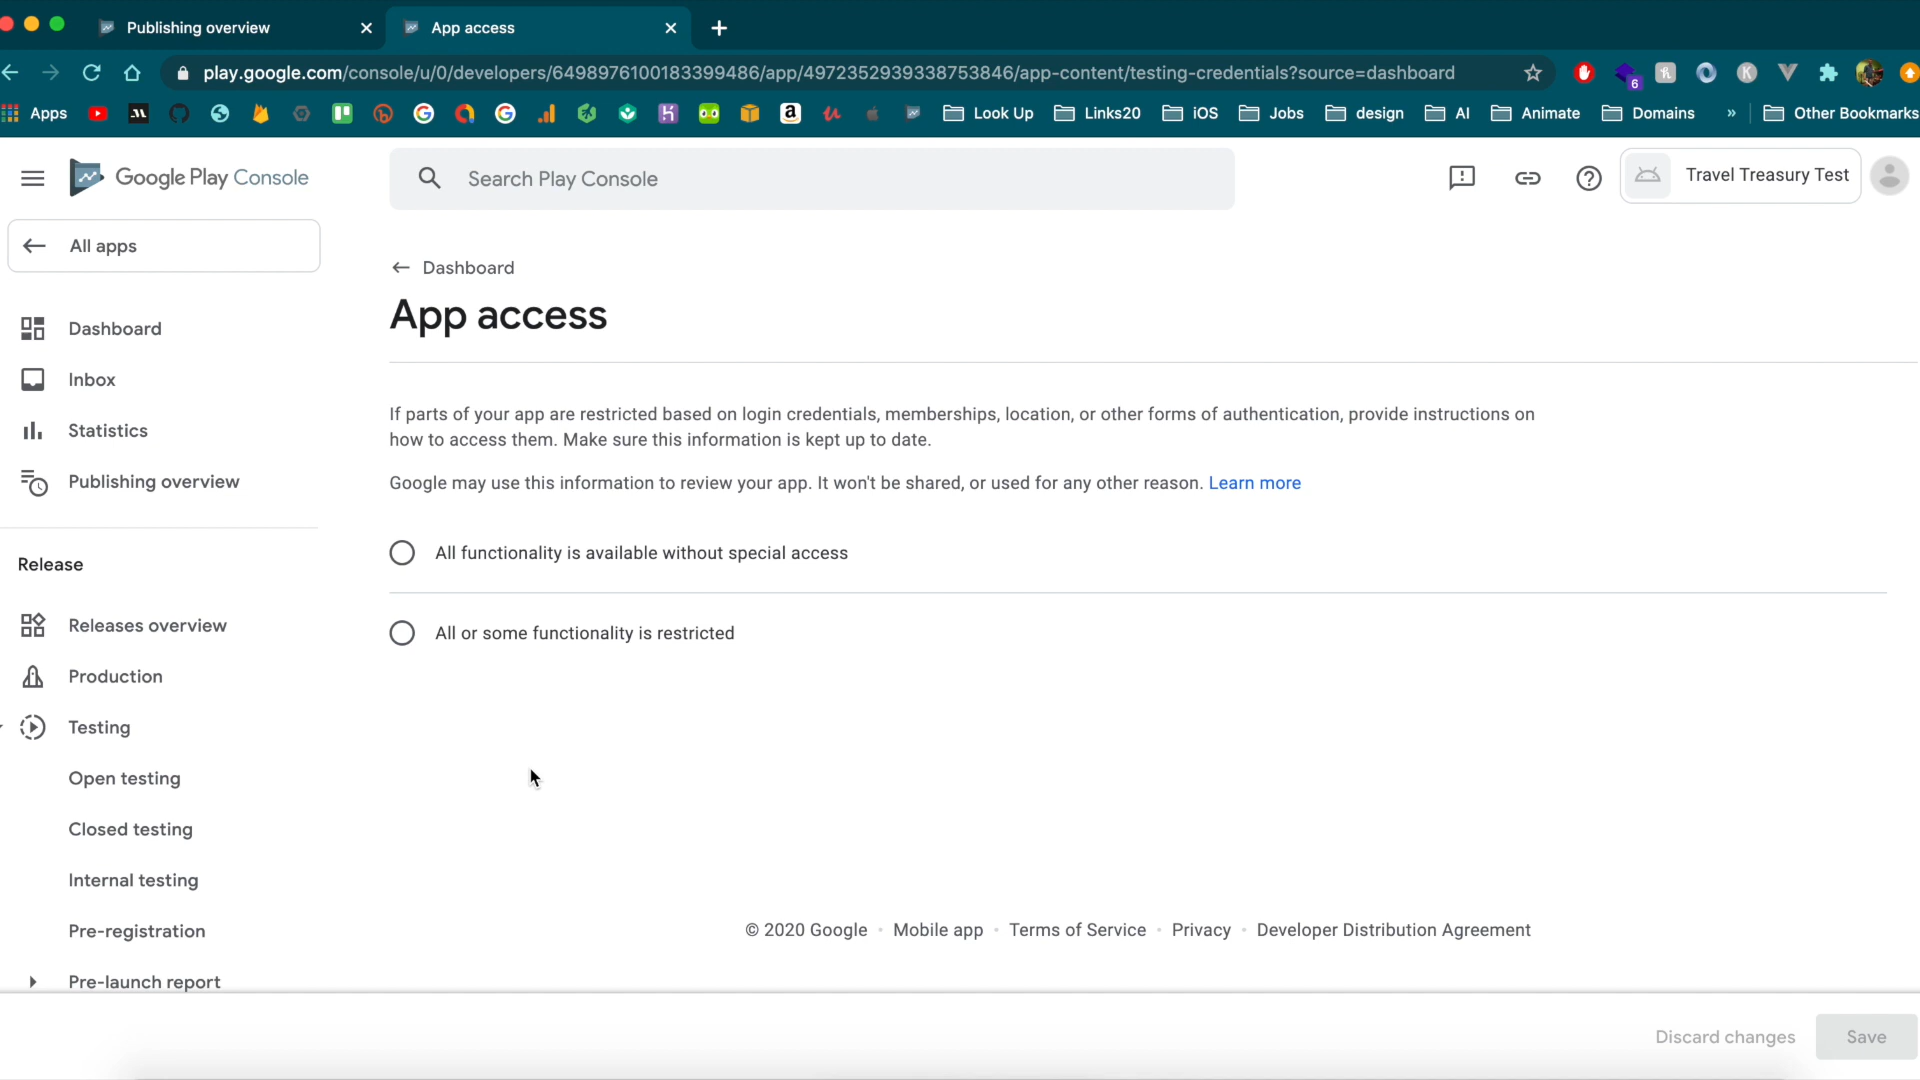 Publishing overview
App access
play.google.com/console/u/0/developers/6498976100183399486/app/4972352939338753846/app-content/testing-credentials?source=dashboard
6
Apps
Look Up
Links20
iOS
Jobs
design
AI
Animate
Domains
»
Other Bookmarks
Google Play Console
Search Play Console
Travel Treasury Test
All apps
Dashboard
App access
Dashboard
Inbox
Statistics
Publishing overview
Release
Releases overview
Production
Testing
Open testing
Closed testing
Internal testing
Pre-registration
Pre-launch report
If parts of your app are restricted based on login credentials, memberships, location, or other forms of authentication, provide instructions on
how to access them. Make sure this information is kept up to date.
Google may use this information to review your app. It won't be shared, or used for any other reason. Learn more
All functionality is available without special access
All or some functionality is restricted
© 2020 Google · Mobile app · Terms of Service · Privacy · Developer Distribution Agreement
Discard changes
Save